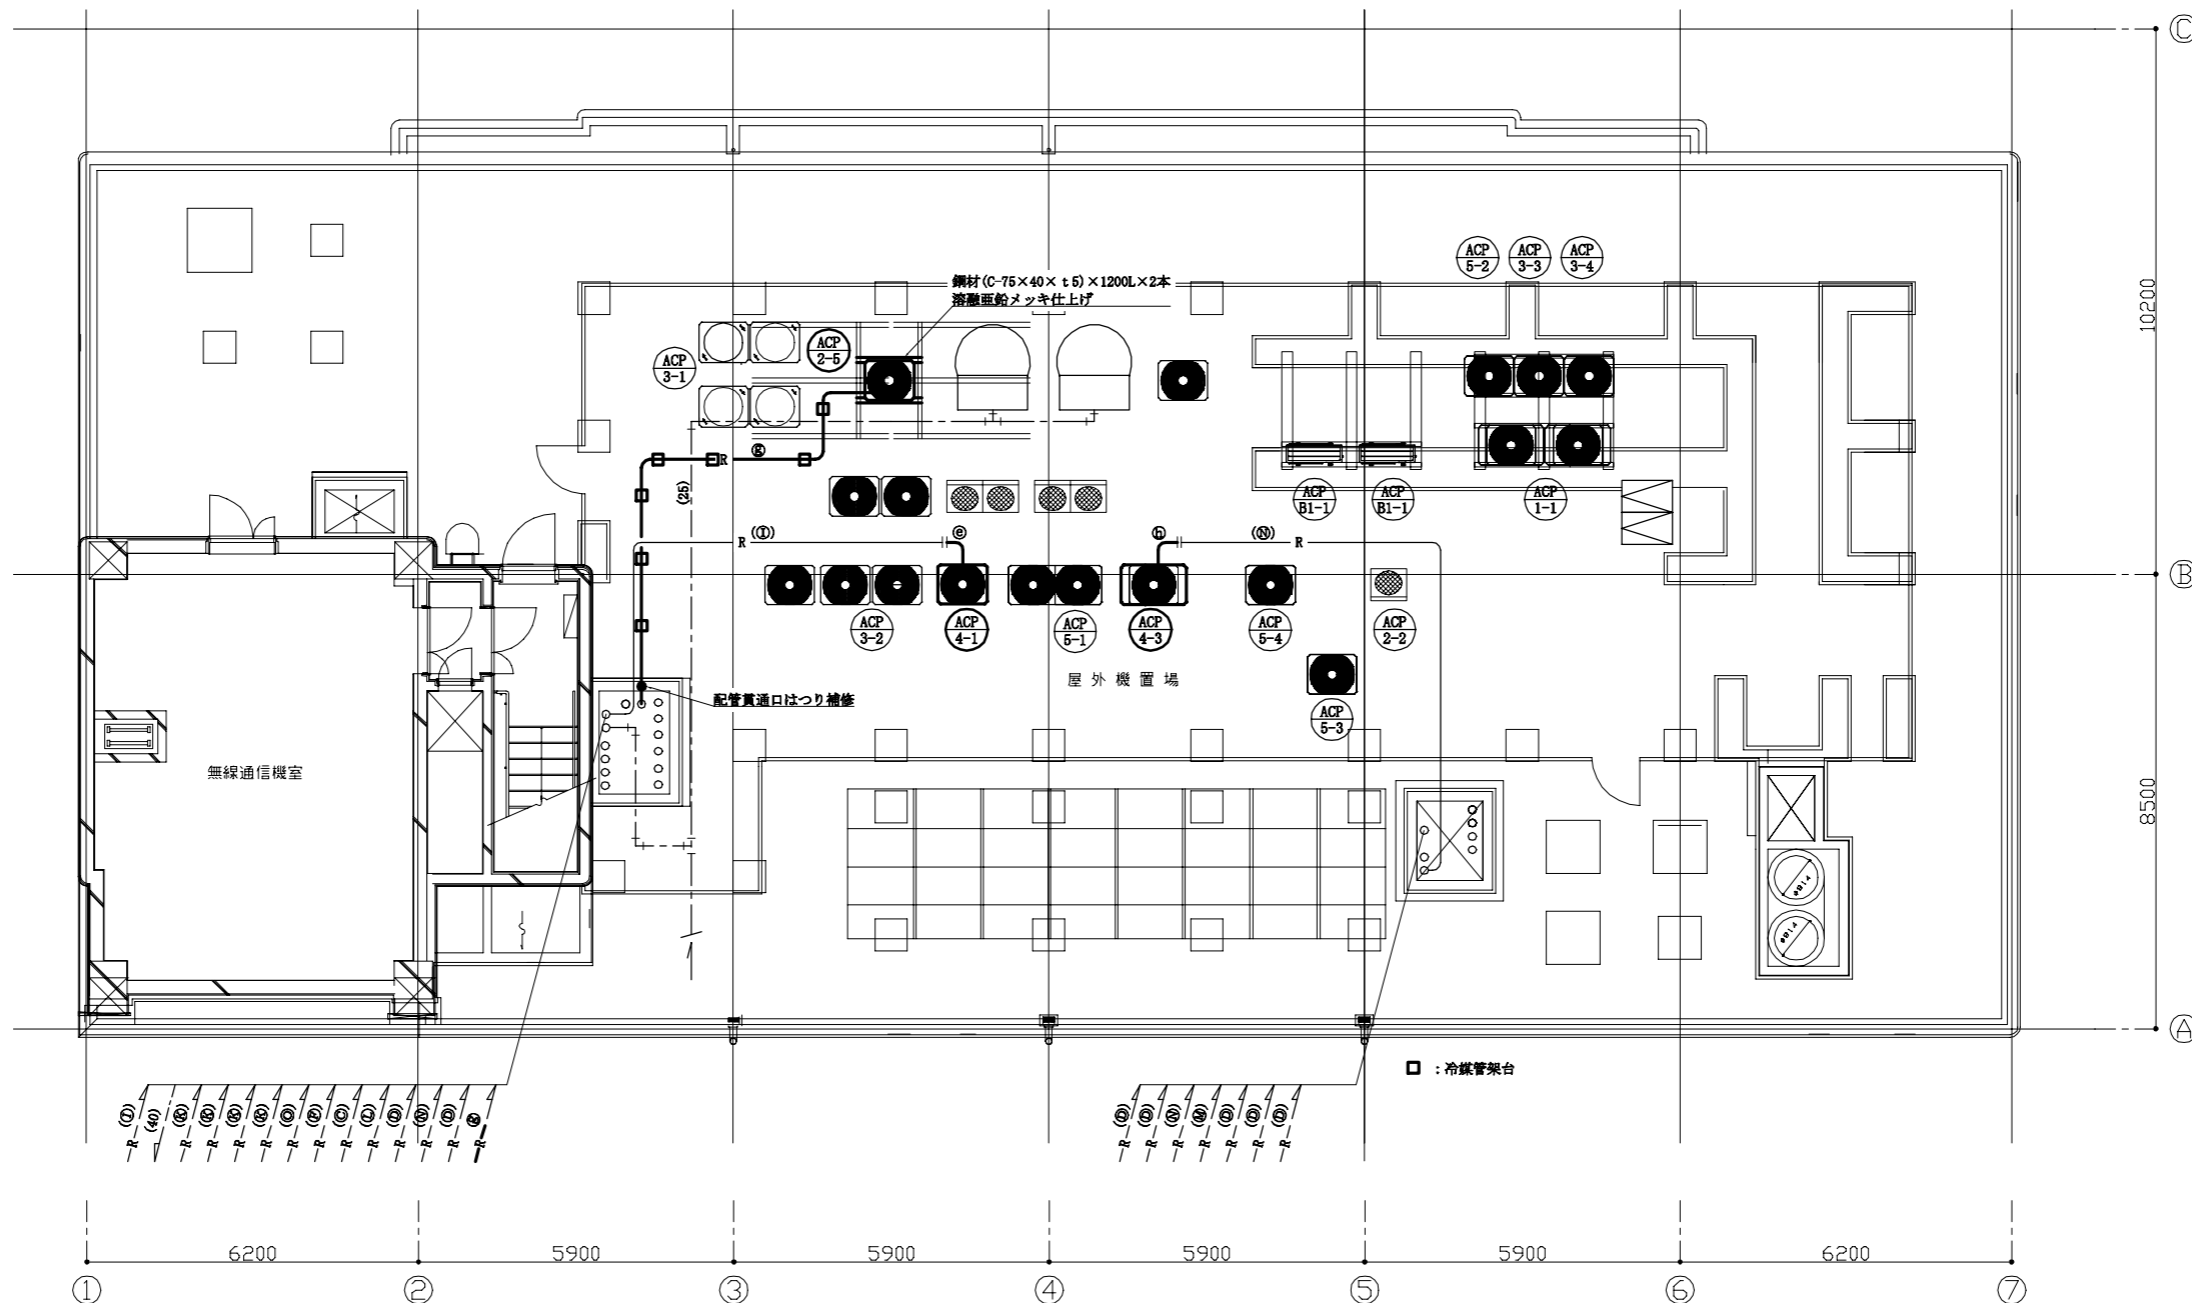 Ⓒ
ACP
5-2
ACP
3-3
ACP
3-4
10200
鋼材(C-75×40×t5)×1200L×2本
溶融亜鉛メッキ仕上げ
ACP
2-5
ACP
3-1
R
ⓖ
(25)
ACP
B1-1
ACP
B1-1
ACP
1-1
R
(Ⓘ)
ⓔ
ⓗ
(Ⓝ)
R
Ⓑ
ACP
3-2
ACP
4-1
ACP
5-1
ACP
4-3
ACP
5-4
ACP
2-2
屋外機置場
配管貫通口はつり補修
ACP
5-3
無線通信機室
8500
Ⓐ
□ :冷媒管架台
(Ⓘ)
(40)
(Ⓚ)
(Ⓚ)
(Ⓚ)
(Ⓚ)
(Ⓞ)
(Ⓟ)
(Ⓒ)
(Ⓛ)
(Ⓝ)
ⓖ
R R R R R R R R R R R R R
(Ⓝ)
(Ⓜ)
R R R R R R R
6200
5900
5900
5900
5900
6200
①
②
③
④
⑤
⑥
⑦